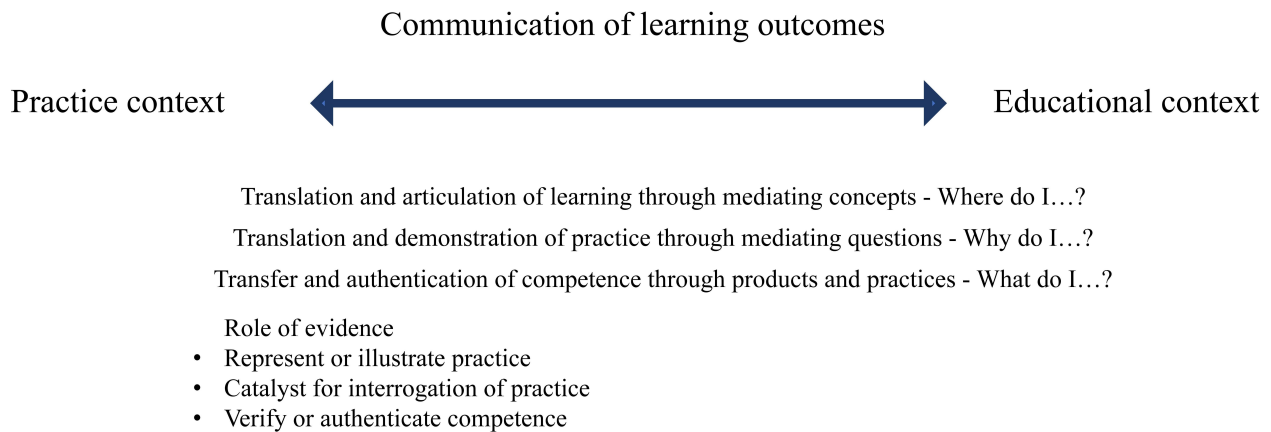 Communication of learning outcomes
Practice context
Educational context
Translation and articulation of learning through mediating concepts - Where do I…?
Translation and demonstration of practice through mediating questions - Why do I…?
Transfer and authentication of competence through products and practices - What do I…?
Role of evidence
• Represent or illustrate practice
• Catalyst for interrogation of practice
• Verify or authenticate competence